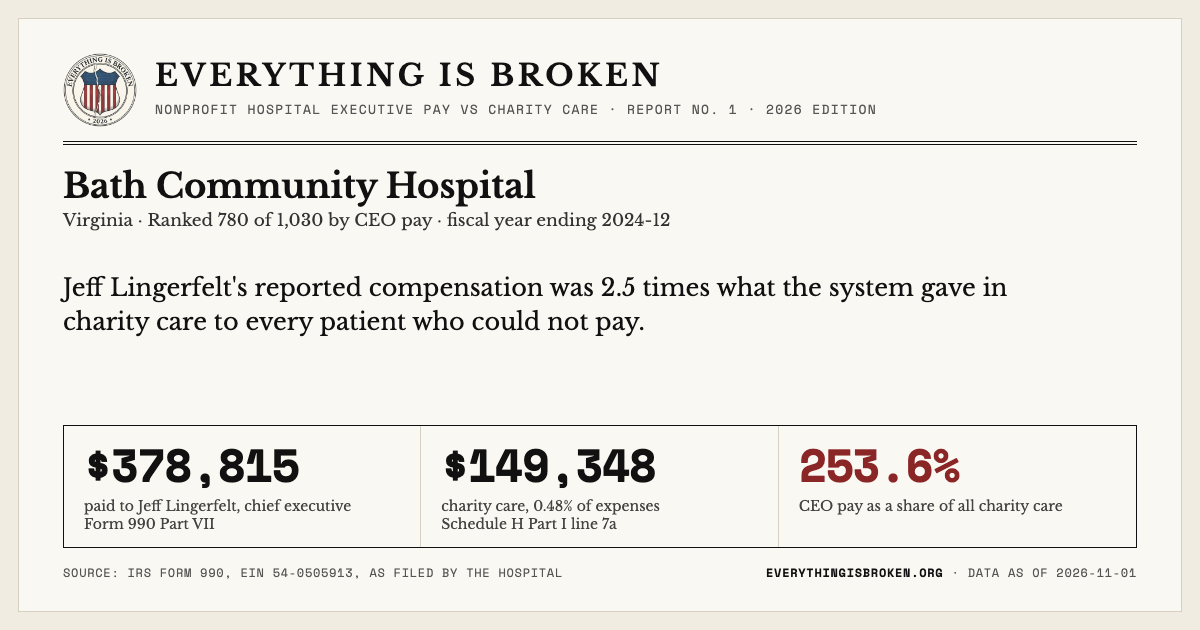 EVERYTHING IS BROKEN
2026
EVERYTHING IS BROKEN
NONPROFIT HOSPITAL EXECUTIVE PAY VS CHARITY CARE · REPORT NO. 1 · 2026 EDITION
Bath Community Hospital
Virginia · Ranked 780 of 1,030 by CEO pay · fiscal year ending 2024-12
Jeff Lingerfelt's reported compensation was 2.5 times what the system gave in
charity care to every patient who could not pay.
$378,815
paid to Jeff Lingerfelt, chief executive
Form 990 Part VII
$149,348
charity care, 0.48% of expenses
Schedule H Part I line 7a
253.6%
CEO pay as a share of all charity care
SOURCE: IRS FORM 990, EIN 54-0505913, AS FILED BY THE HOSPITAL
EVERYTHINGISBROKEN.ORG · DATA AS OF 2026-11-01